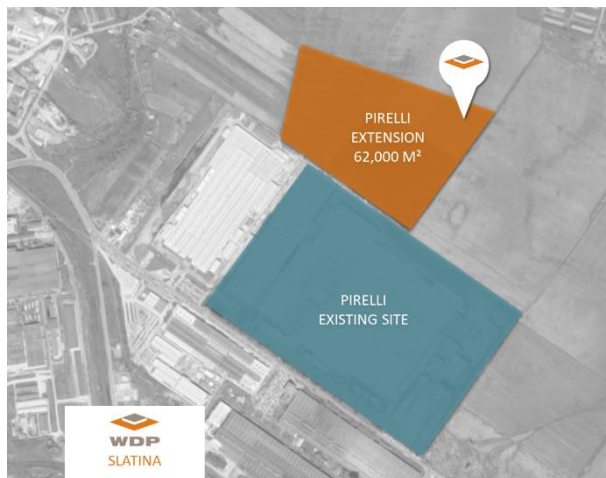 PIRELLI
EXTENSION
62,000 M²
PIRELLI
EXISTING SITE
WDP
SLATINA